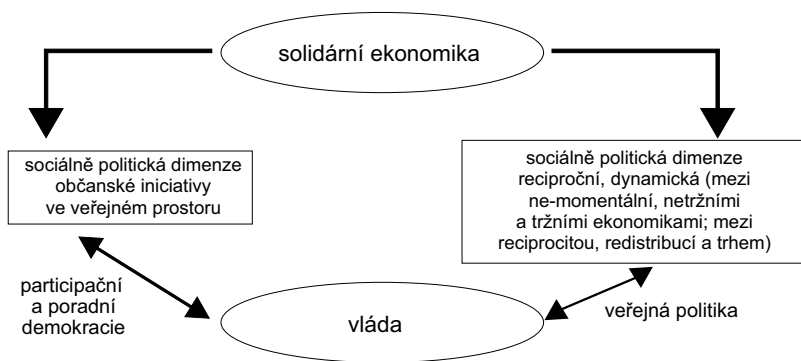 solidární ekonomika
sociálně politická dimenze
občanské iniciativy
ve veřejném prostoru
sociálně politická dimenze
reciproční, dynamická (mezi
ne-momentální, netržními
a tržními ekonomikami; mezi
reciprocitou, redistribucí a trhem)
participační
a poradní
demokracie
vláda
veřejná politika